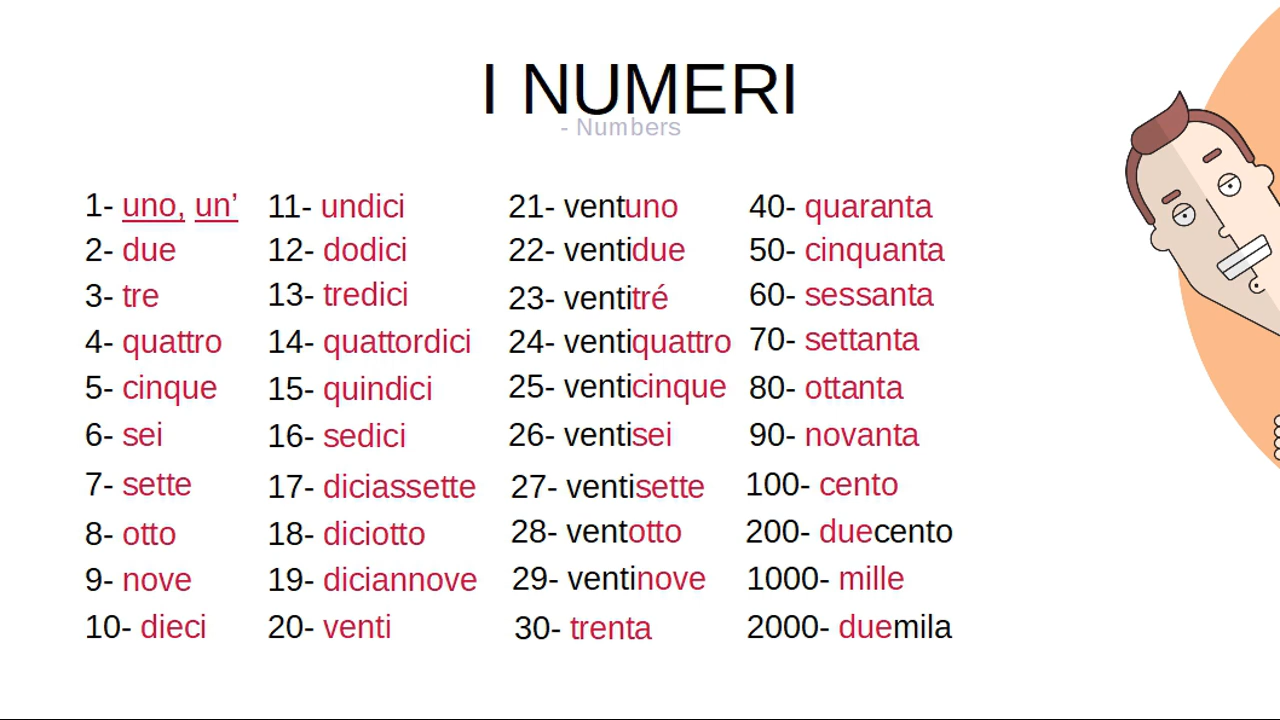 I NUMERI
- Numbers
1- uno, un’
2- due
3- tre
4- quattro
5- cinque
6- sei
7- sette
8- otto
9- nove
10- dieci
11- undici
12- dodici
13- tredici
14- quattordici
15- quindici
16- sedici
17- diciassette
18- diciotto
19- diciannove
20- venti
21- ventuno
22- ventidue
23- ventitré
24- ventiquattro
25- venticinque
26- ventisei
27- ventisette
28- ventotto
29- ventinove
30- trenta
40- quaranta
50- cinquanta
60- sessanta
70- settanta
80- ottanta
90- novanta
100- cento
200- duecento
1000- mille
2000- duemila